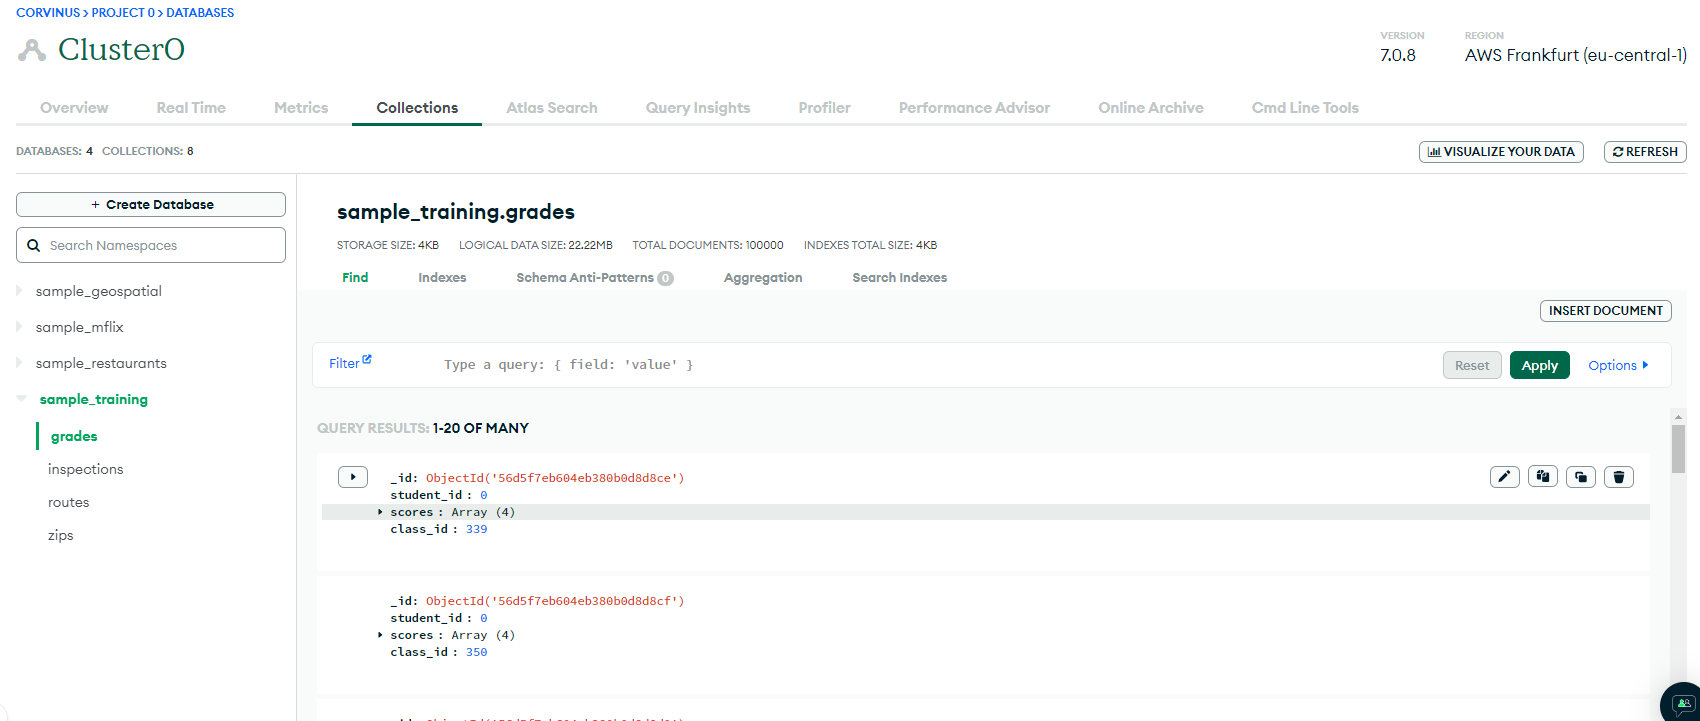 CORVINUS > PROJECT 0 > DATABASES
Cluster0
VERSION
7.0.8
REGION
AWS Frankfurt (eu-central-1)
Overview Real Time Metrics Collections Atlas Search Query Insights Profiler Performance Advisor Online Archive Cmd Line Tools
DATABASES: 4 COLLECTIONS: 8
VISUALIZE YOUR DATA
REFRESH
+ Create Database
Search Namespaces
sample_geospatial
sample_mflix
sample_restaurants
sample_training
grades
inspections
routes
zips
sample_training.grades
STORAGE SIZE: 4KB LOGICAL DATA SIZE: 22.22MB TOTAL DOCUMENTS: 100000 INDEXES TOTAL SIZE: 4KB
Find Indexes Schema Anti-Patterns 0 Aggregation Search Indexes
INSERT DOCUMENT
Filter Type a query: { field: 'value' } Reset Apply Options
QUERY RESULTS: 1-20 OF MANY
_id: ObjectId('56d5f7eb604eb380b0d8d8ce')
student_id : 0
scores : Array (4)
class_id : 339
_id: ObjectId('56d5f7eb604eb380b0d8d8cf')
student_id : 0
scores : Array (4)
class_id : 350